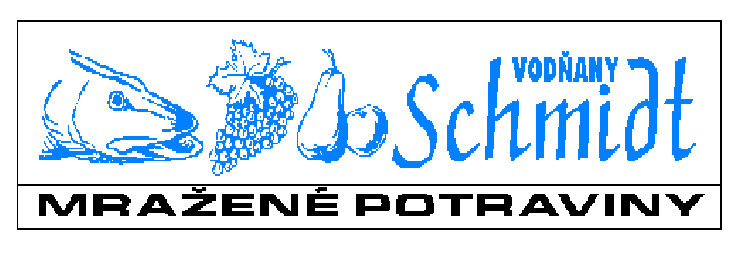 VODŇANY
Schmidt
MRAŽENÉ POTRAVINY